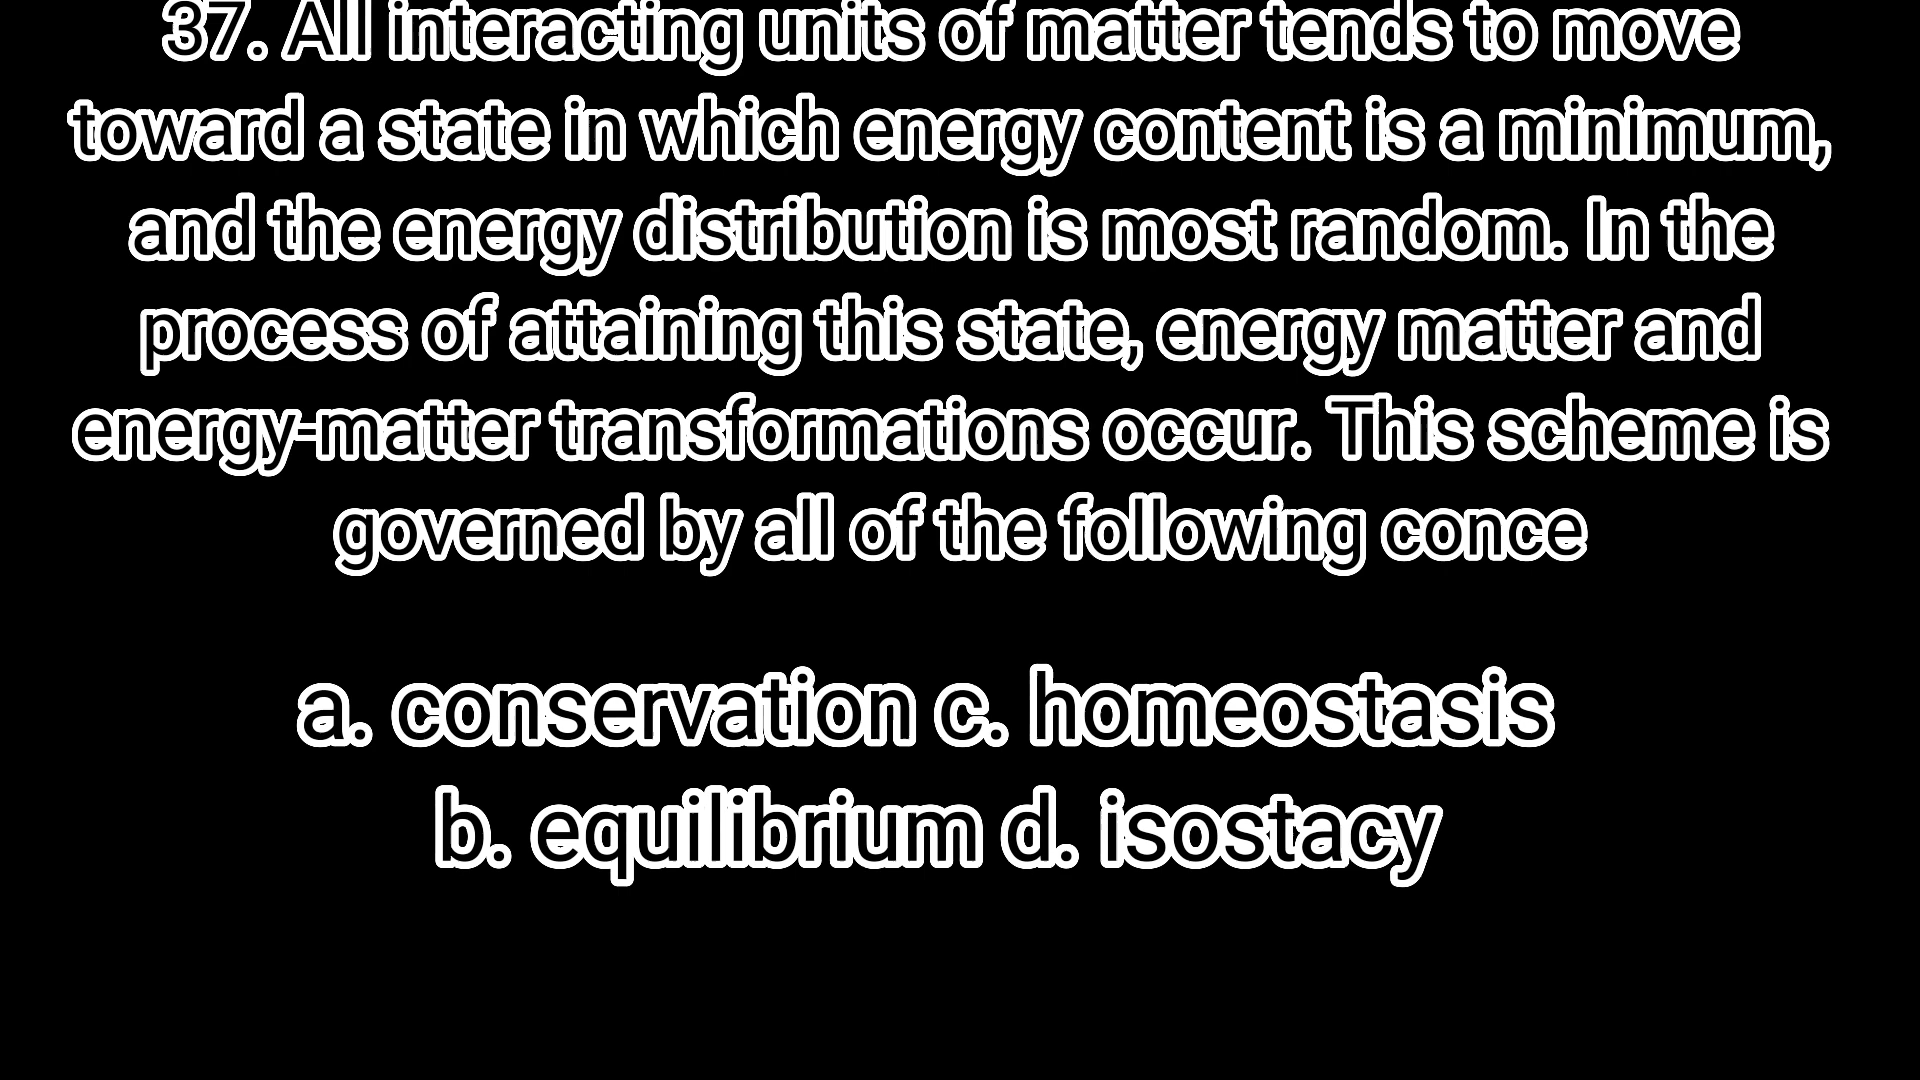 37. All interacting units of matter tends to move
toward a state in which energy content is a minimum,
and the energy distribution is most random. In the
process of attaining this state, energy matter and
energy-matter transformations occur. This scheme is
governed by all of the following conce
a. conservation c. homeostasis
b. equilibrium d. isostacy